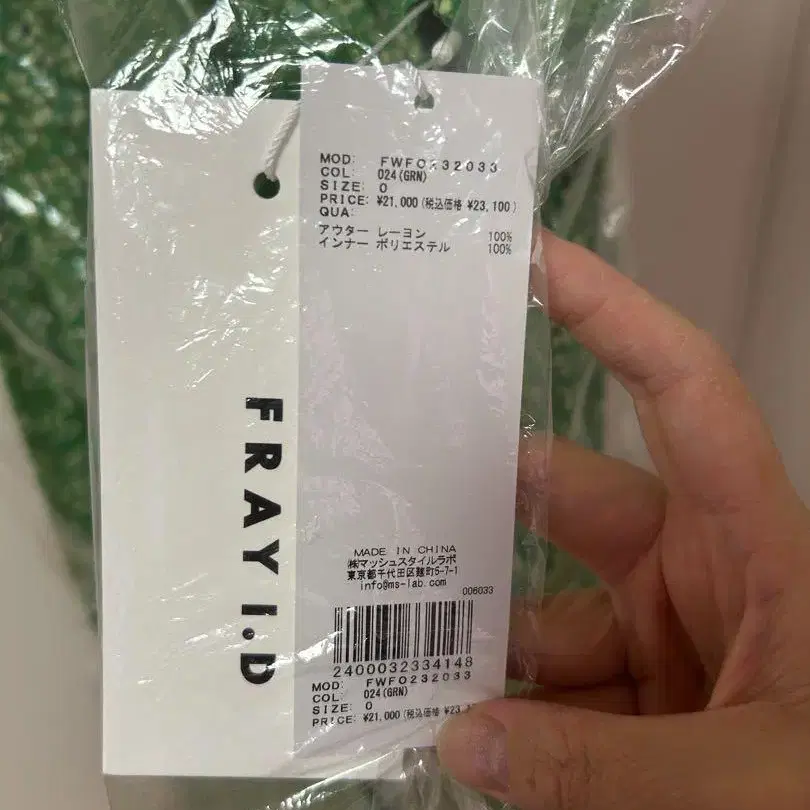 FRAY I.D
MOD: FWFO232033
COL: 024(GRN)
SIZE: 0
PRICE: ¥21,000(税込価格 ¥23,100)
QUA:
アウター レーヨン 100%
インナー ポリエステル 100%
MADE IN CHINA
㈱マッシュスタイルラボ
東京都千代田区麹町5-7-1
info@ms-lab.com
006033
2400032334148
MOD: FWFO232033
COL: 024(GRN)
SIZE: 0
PRICE: ¥21,000(税込価格